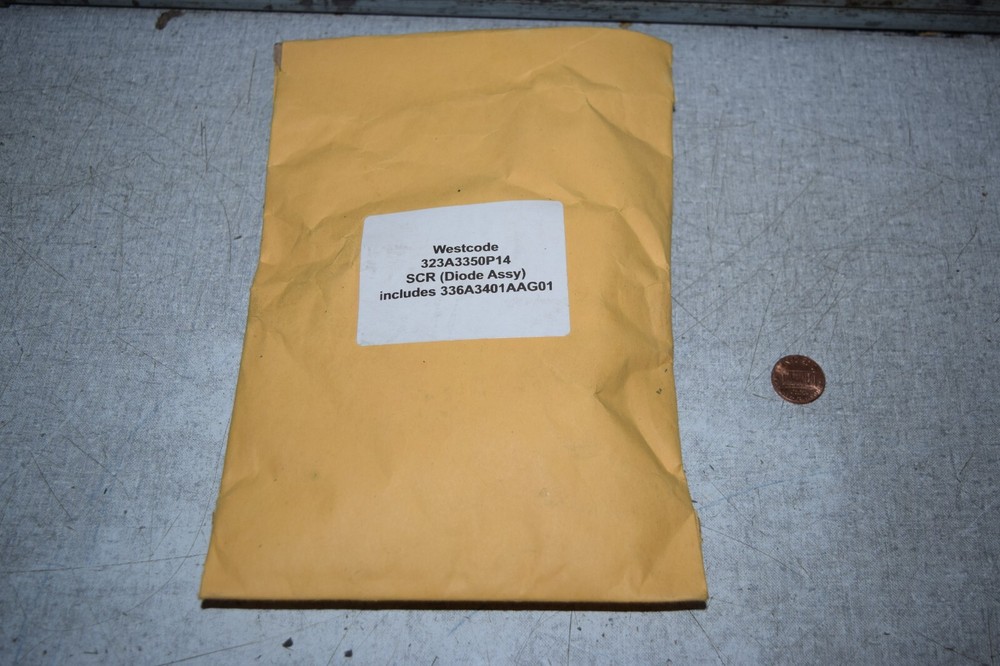 Westcode
323A3350P14
SCR (Diode Assy)
includes 336A3401AAG01